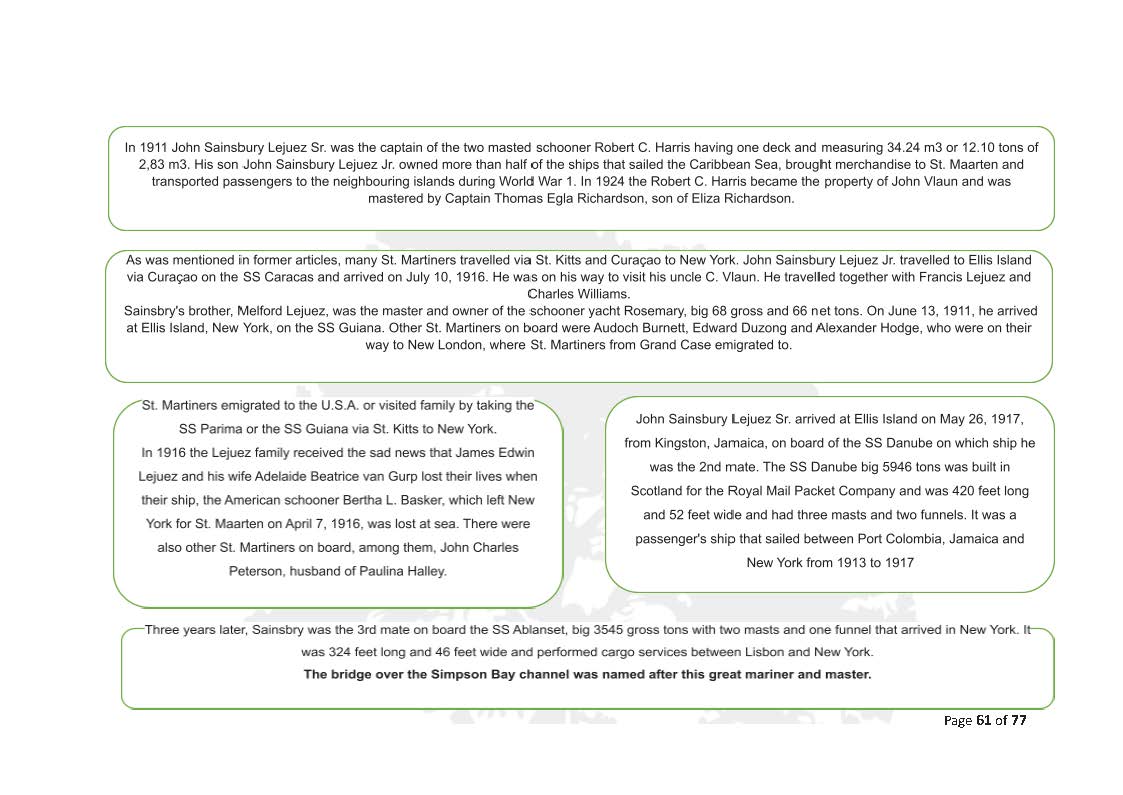 In 1911 John Sainsbury Lejuez Sr. was the captain of the two masted schooner Robert C. Harris having one deck and measuring 34.24 m3 or 12.10 tons of
2,83 m3. His son John Sainsbury Lejuez Jr. owned more than half of the ships that sailed the Caribbean Sea, brought merchandise to St. Maarten and
transported passengers to the neighbouring islands during World War 1. In 1924 the Robert C. Harris became the property of John Vlaun and was
mastered by Captain Thomas Egla Richardson, son of Eliza Richardson.
As was mentioned in former articles, many St. Martiners travelled via St. Kitts and Curaçao to New York. John Sainsbury Lejuez Jr. travelled to Ellis Island
via Curaçao on the SS Caracas and arrived on July 10, 1916. He was on his way to visit his uncle C. Vlaun. He travelled together with Francis Lejuez and
Charles Williams.
Sainsbry's brother, Melford Lejuez, was the master and owner of the schooner yacht Rosemary, big 68 gross and 66 net tons. On June 13, 1911, he arrived
at Ellis Island, New York, on the SS Guiana. Other St. Martiners on board were Audoch Burnett, Edward Duzong and Alexander Hodge, who were on their
way to New London, where St. Martiners from Grand Case emigrated to.
St. Martiners emigrated to the U.S.A. or visited family by taking the
SS Parima or the SS Guiana via St. Kitts to New York.
In 1916 the Lejuez family received the sad news that James Edwin
Lejuez and his wife Adelaide Beatrice van Gurp lost their lives when
their ship, the American schooner Bertha L. Basker, which left New
York for St. Maarten on April 7, 1916, was lost at sea. There were
also other St. Martiners on board, among them, John Charles
Peterson, husband of Paulina Halley.
John Sainsbury Lejuez Sr. arrived at Ellis Island on May 26, 1917,
from Kingston, Jamaica, on board of the SS Danube on which ship he
was the 2nd mate. The SS Danube big 5946 tons was built in
Scotland for the Royal Mail Packet Company and was 420 feet long
and 52 feet wide and had three masts and two funnels. It was a
passenger's ship that sailed between Port Colombia, Jamaica and
New York from 1913 to 1917
Three years later, Sainsbry was the 3rd mate on board the SS Ablanset, big 3545 gross tons with two masts and one funnel that arrived in New York. It
was 324 feet long and 46 feet wide and performed cargo services between Lisbon and New York.
The bridge over the Simpson Bay channel was named after this great mariner and master.
Page 61 of 77